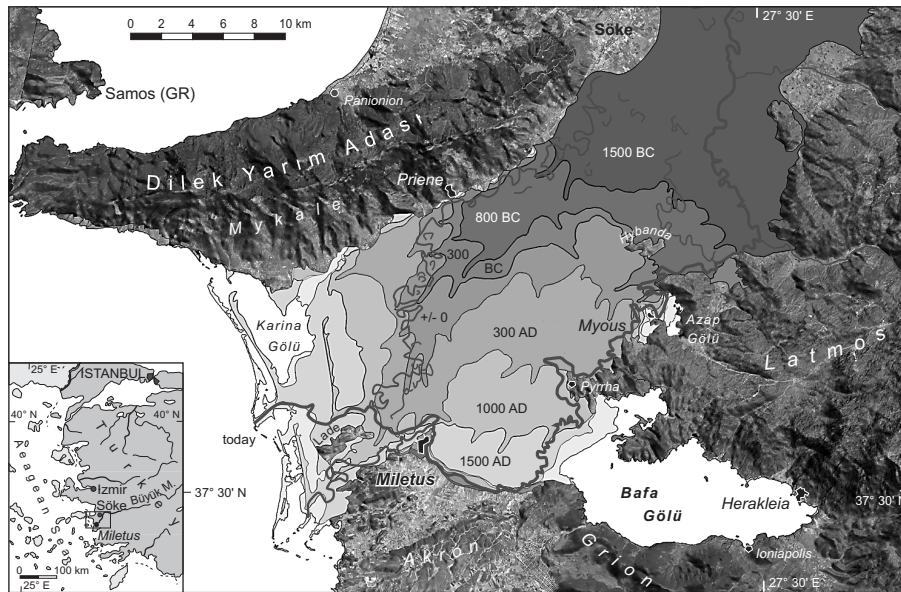 0 2 4 6 8 10 km
27° 30' E
Söke
Samos (GR)
Panionion
Dilek Yarım Adası
1500 BC
Priene
Mykale
800 BC
Hybanda
300
BC
Karina
Gölü
+/- 0
300 AD
Myous
Azap
Gölü
Latmos
Pyrrha
1000 AD
today
Lade
1500 AD
Miletus
37° 30' N
Bafa
Gölü
Herakleia
37° 30' N
Ioniapolis
Akron
Grion
27° 30' E
25° E
İSTANBUL
40° N
40° N
Turkey
Aegean
İzmir
Söke
Büyük M.
Miletus
0 100 km
25° E